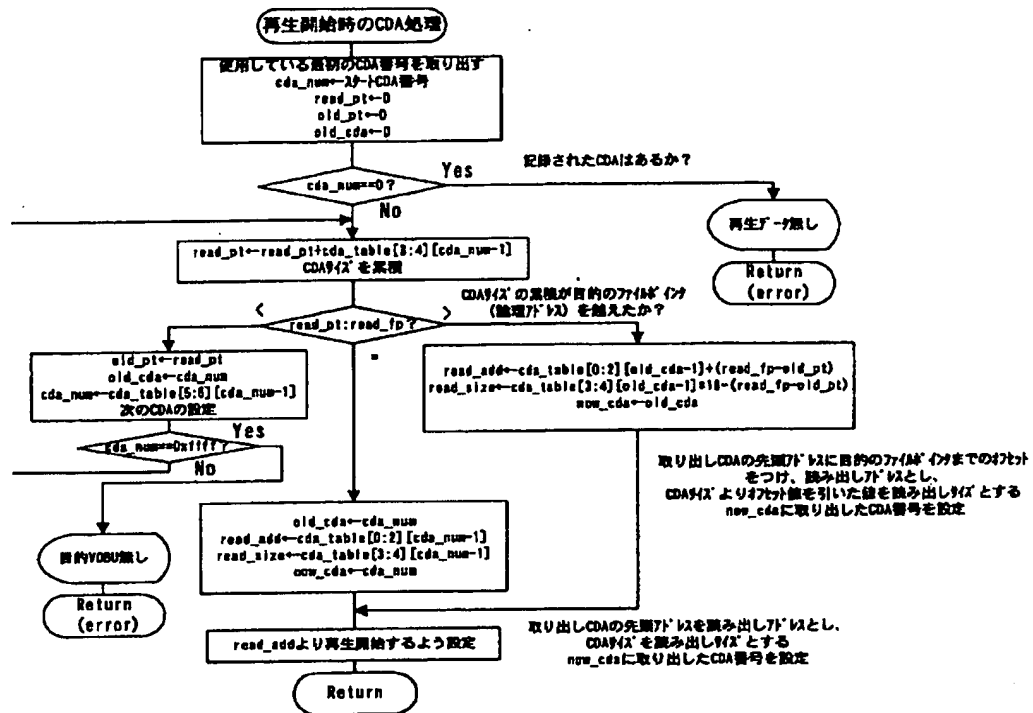 再生開始時のCDA処理
使用している最初のCDA番号を取り出す
cda_num←スタートCDA番号
read_pt←0
old_pt←0
old_cda←0
記録されたCDAはあるか？
Yes
cda_num==0？
No
再生データ無し
Return
(error)
read_pt←read_pt+cda_table[3:4][cda_num-1]
CDAサイズを累積
CDAサイズの累積が目的のファイルポインタ
(論理アドレス) を越えたか？
< >
read_pt:read_fp？
=
old_pt←read_pt
old_cda←cda_num
cda_num←cda_table[5:6][cda_num-1]
次のCDAの設定
read_add←cda_table[0:2][old_cda-1]+(read_fp-old_pt)
read_size←cda_table[3:4][old_cda-1]*16-(read_fp-old_pt)
now_cda←old_cda
Yes
cda_num==0xffff？
No
取り出しCDAの先頭アドレスに目的のファイルポインタまでのオフセット
をつけ、読み出しアドレスとし、
CDAサイズよりオフセット値を引いた値を読み出しサイズとする
now_cdaに取り出したCDA番号を設定
old_cda←cda_num
read_add←cda_table[0:2][cda_num-1]
read_size←cda_table[3:4][cda_num-1]
now_cda←cda_num
目的VOBU無し
Return
(error)
取り出しCDAの先頭アドレスを読み出しアドレスとし、
CDAサイズを読み出しサイズとする
now_cdaに取り出したCDA番号を設定
read_addより再生開始するよう設定
Return